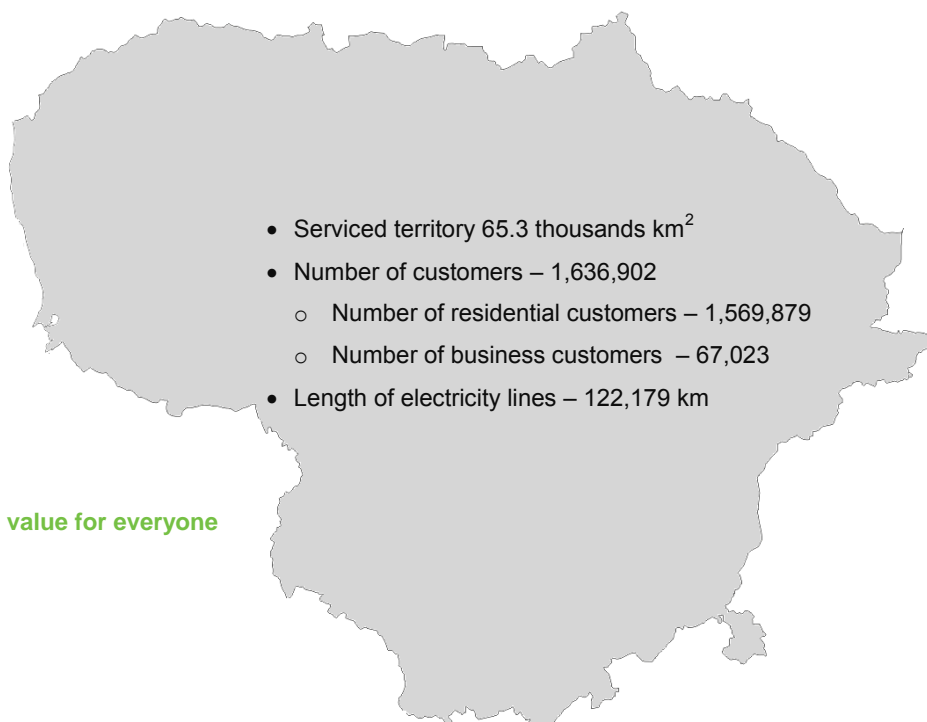 • Serviced territory 65.3 thousands km²
• Number of customers – 1,636,902
o Number of residential customers – 1,569,879
o Number of business customers – 67,023
• Length of electricity lines – 122,179 km
value for everyone